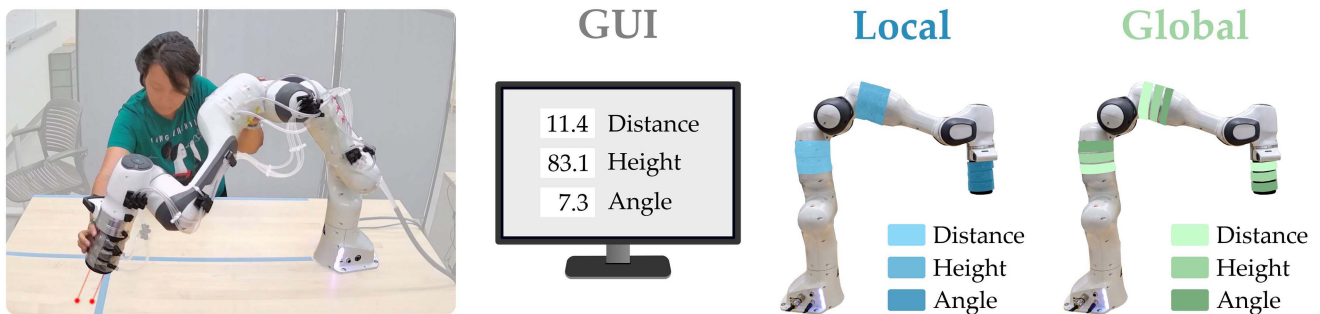 GUI
11.4 Distance
83.1 Height
7.3 Angle
Local
Distance
Height
Angle
Global
Distance
Height
Angle